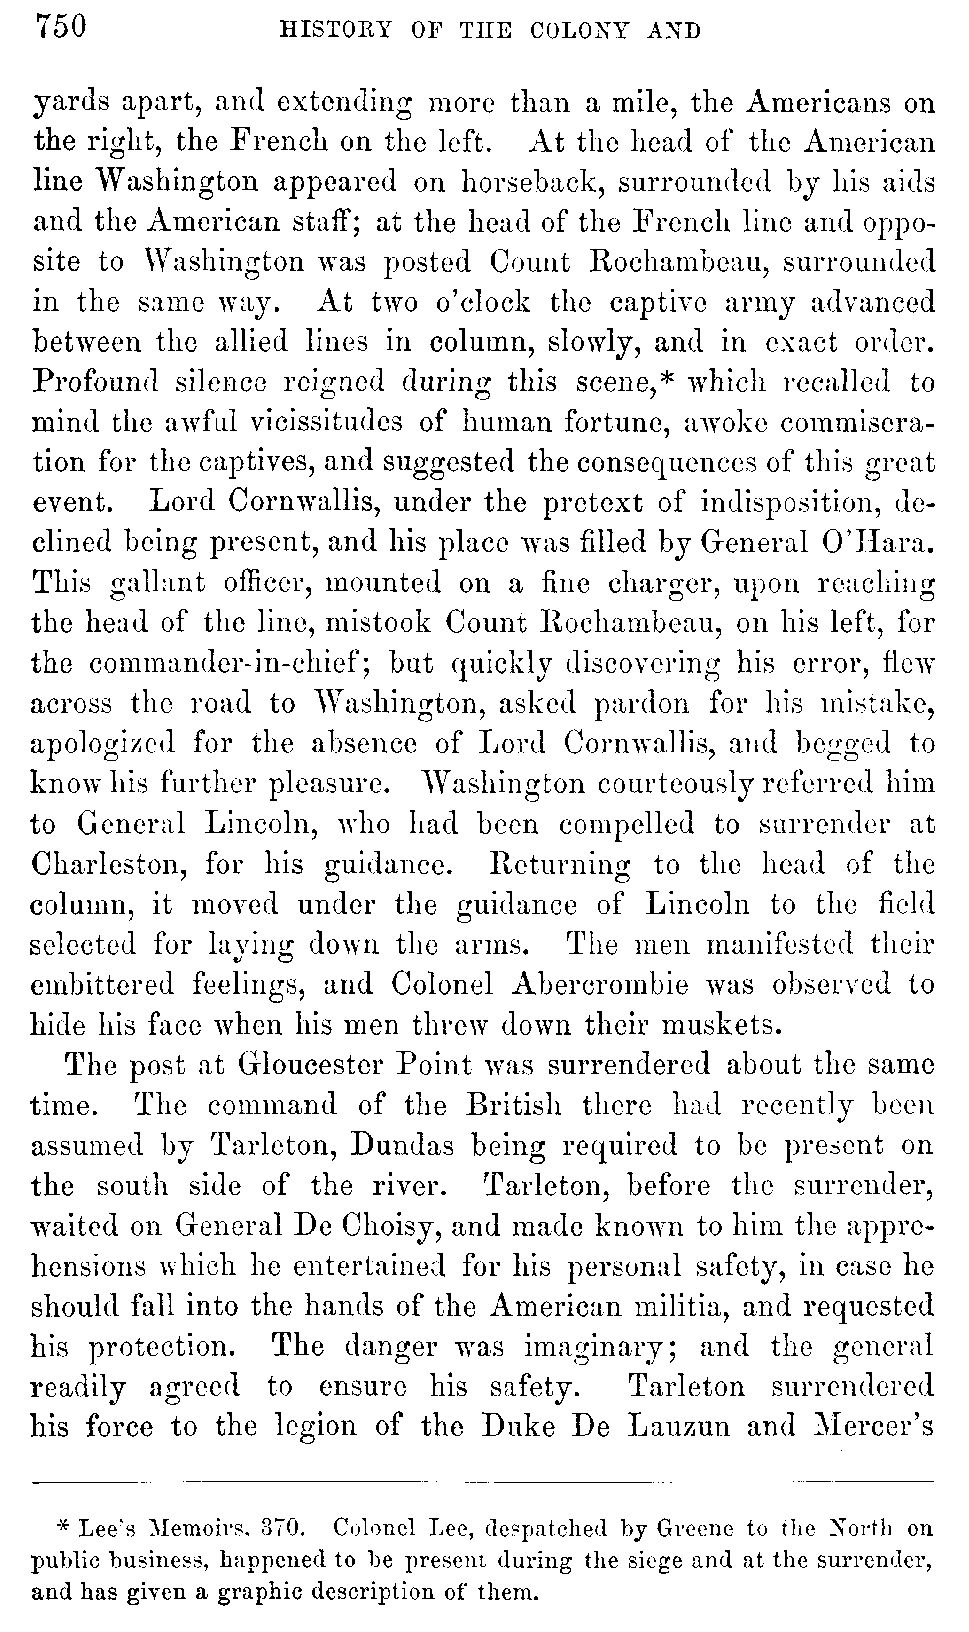 750 HISTORY OF THE COLONY AND
yards apart, and extending more than a mile, the Americans on
the right, the French on the left. At the head of the American
line Washington appeared on horseback, surrounded by his aids
and the American staff; at the head of the French line and oppo-
site to Washington was posted Count Rochambeau, surrounded
in the same way. At two o'clock the captive army advanced
between the allied lines in column, slowly, and in exact order.
Profound silence reigned during this scene,* which recalled to
mind the awful vicissitudes of human fortune, awoke commisera-
tion for the captives, and suggested the consequences of this great
event. Lord Cornwallis, under the pretext of indisposition, de-
clined being present, and his place was filled by General O'Hara.
This gallant officer, mounted on a fine charger, upon reaching
the head of the line, mistook Count Rochambeau, on his left, for
the commander-in-chief; but quickly discovering his error, flew
across the road to Washington, asked pardon for his mistake,
apologized for the absence of Lord Cornwallis, and begged to
know his further pleasure. Washington courteously referred him
to General Lincoln, who had been compelled to surrender at
Charleston, for his guidance. Returning to the head of the
column, it moved under the guidance of Lincoln to the field
selected for laying down the arms. The men manifested their
embittered feelings, and Colonel Abercrombie was observed to
hide his face when his men threw down their muskets.
The post at Gloucester Point was surrendered about the same
time. The command of the British there had recently been
assumed by Tarleton, Dundas being required to be present on
the south side of the river. Tarleton, before the surrender,
waited on General De Choisy, and made known to him the appre-
hensions which he entertained for his personal safety, in case he
should fall into the hands of the American militia, and requested
his protection. The danger was imaginary; and the general
readily agreed to ensure his safety. Tarleton surrendered
his force to the legion of the Duke De Lauzun and Mercer's
* Lee's Memoirs, 370. Colonel Lee, despatched by Greene to the North on
public business, happened to be present during the siege and at the surrender,
and has given a graphic description of them.